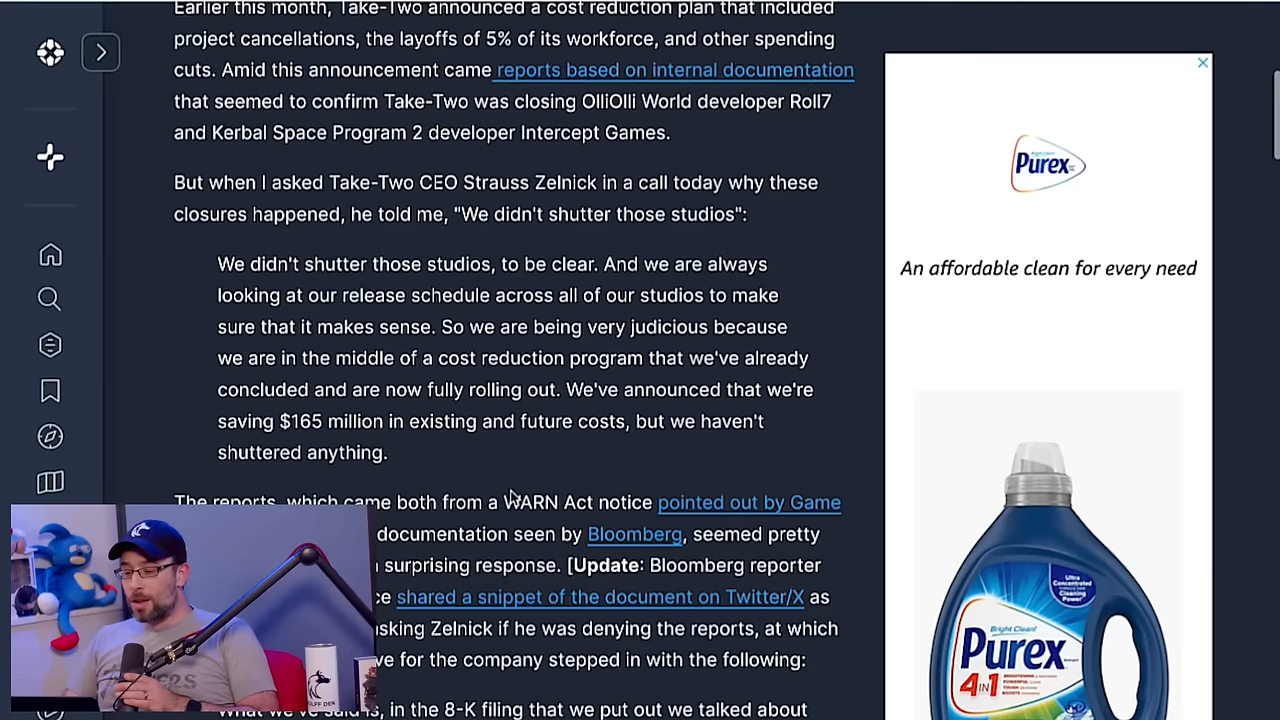 Earlier this month, Take-Two announced a cost reduction plan that included
project cancellations, the layoffs of 5% of its workforce, and other spending
cuts. Amid this announcement came reports based on internal documentation
that seemed to confirm Take-Two was closing OlliOlli World developer Roll7
and Kerbal Space Program 2 developer Intercept Games.
But when I asked Take-Two CEO Strauss Zelnick in a call today why these
closures happened, he told me, "We didn't shutter those studios":
We didn't shutter those studios, to be clear. And we are always
looking at our release schedule across all of our studios to make
sure that it makes sense. So we are being very judicious because
we are in the middle of a cost reduction program that we've already
concluded and are now fully rolling out. We've announced that we're
saving $165 million in existing and future costs, but we haven't
shuttered anything.
The reports, which came both from a WARN Act notice pointed out by Game
documentation seen by Bloomberg, seemed pretty
surprising response. [Update: Bloomberg reporter
shared a snippet of the document on Twitter/X as
asking Zelnick if he was denying the reports, at which
for the company stepped in with the following:
in the 8-K filing that we put out we talked about
Bright Clean
Purex
An affordable clean for every need
Ultra
Concentrated
Cleaning
Power
Bright Clean!
Purex
4 IN 1